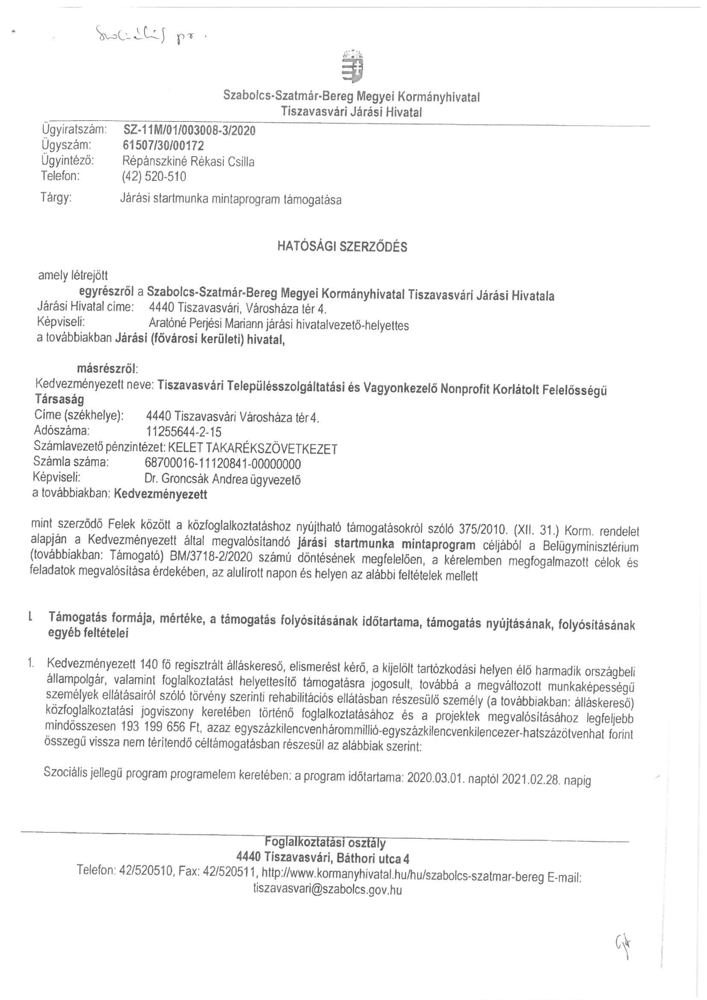 Szociális pr.
Szabolcs-Szatmár-Bereg Megyei Kormányhivatal
Tiszavasvári Járási Hivatal
Ügyiratszám: SZ-11M/01/003008-3/2020
Ügyszám: 61507/30/00172
Ügyintéző: Répánszkiné Rékasi Csilla
Telefon: (42) 520-510
Tárgy: Járási startmunka mintaprogram támogatása
HATÓSÁGI SZERZŐDÉS
amely létrejött
egyrészről a Szabolcs-Szatmár-Bereg Megyei Kormányhivatal Tiszavasvári Járási Hivatala
Járási Hivatal címe: 4440 Tiszavasvári, Városháza tér 4.
Képviseli: Aratóné Perjési Mariann járási hivatalvezető-helyettes
a továbbiakban Járási (fővárosi kerületi) hivatal,
másrészről:
Kedvezményezett neve: Tiszavasvári Településszolgáltatási és Vagyonkezelő Nonprofit Korlátolt Felelősségű
Társaság
Címe (székhelye): 4440 Tiszavasvári Városháza tér 4.
Adószáma: 11255644-2-15
Számlavezető pénzintézet: KELET TAKARÉKSZÖVETKEZET
Számla száma: 68700016-11120841-00000000
Képviseli: Dr. Groncsák Andrea ügyvezető
a továbbiakban: Kedvezményezett
mint szerződő Felek között a közfoglalkoztatáshoz nyújtható támogatásokról szóló 375/2010. (XII. 31.) Korm. rendelet
alapján a Kedvezményezett által megvalósítandó járási startmunka mintaprogram céljából a Belügyminisztérium
(továbbiakban: Támogató) BM/3718-2/2020 számú döntésének megfelelően, a kérelemben megfogalmazott célok és
feladatok megvalósítása érdekében, az alulírott napon és helyen az alábbi feltételek mellett
I. Támogatás formája, mértéke, a támogatás folyósításának időtartama, támogatás nyújtásának, folyósításának
egyéb feltételei
1. Kedvezményezett 140 fő regisztrált álláskereső, elismerést kérő, a kijelölt tartózkodási helyen élő harmadik országbeli
állampolgár, valamint foglalkoztatást helyettesítő támogatásra jogosult, továbbá a megváltozott munkaképességű
személyek ellátásairól szóló törvény szerinti rehabilitációs ellátásban részesülő személy (a továbbiakban: álláskereső)
közfoglalkoztatási jogviszony keretében történő foglalkoztatásához és a projektek megvalósításához legfeljebb
mindösszesen 193 199 656 Ft, azaz egyszázkilencvenhárommillió-egyszázkilencvenkilencezer-hatszázötvenhat forint
összegű vissza nem térítendő céltámogatásban részesül az alábbiak szerint:
Szociális jellegű program programelem keretében: a program időtartama: 2020.03.01. naptól 2021.02.28. napig
Foglalkoztatási osztály
4440 Tiszavasvári, Báthori utca 4
Telefon: 42/520510, Fax: 42/520511, http://www.kormanyhivatal.hu/hu/szabolcs-szatmar-bereg E-mail:
tiszavasvari@szabolcs.gov.hu